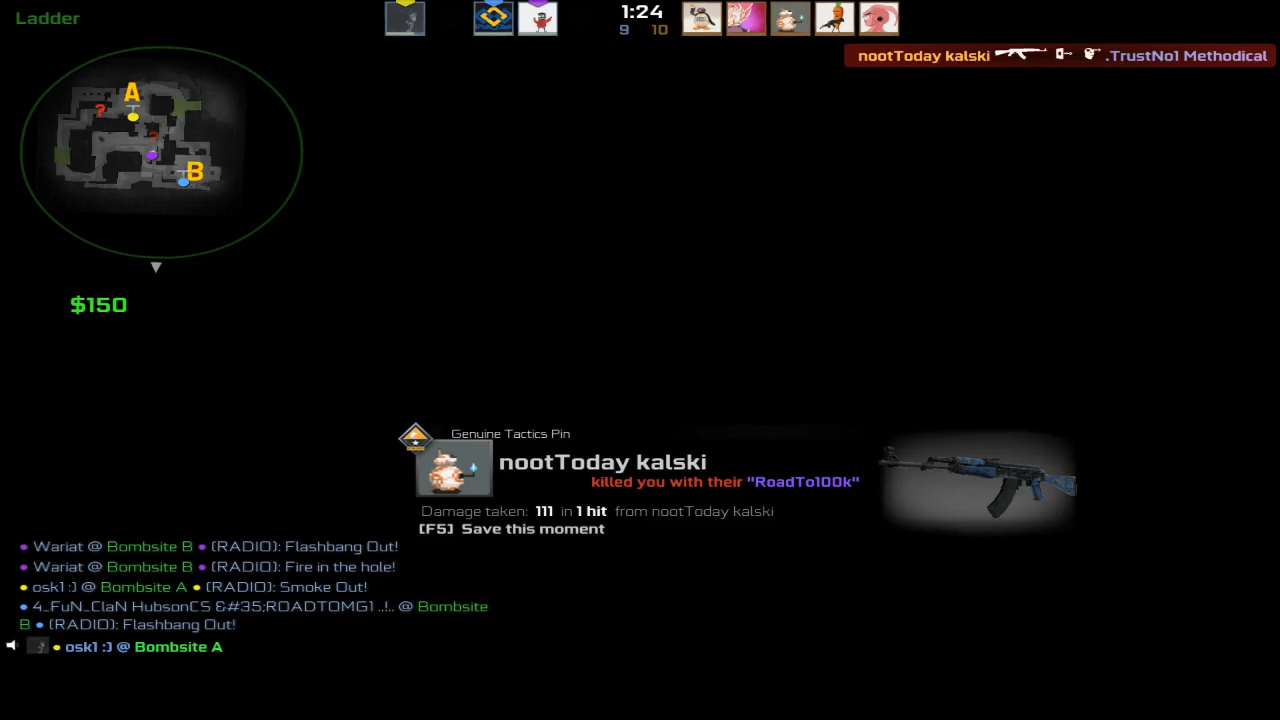 Ladder
1:24
9 10
nootToday kalski .TrustNo1 Methodical
A
?
?
B
$150
Genuine Tactics Pin
nootToday kalski
killed you with their "RoadTo100k"
Damage taken: 111 in 1 hit from nootToday kalski
[F5] Save this moment
Wariat @ Bombsite B • (RADIO): Flashbang Out!
Wariat @ Bombsite B • (RADIO): Fire in the hole!
osk1 :) @ Bombsite A • (RADIO): Smoke Out!
4_FuN_ClaN HubsonCS &#35;ROADTOMG1 ..!.. @ Bombsite
B • (RADIO): Flashbang Out!
osk1 :) @ Bombsite A